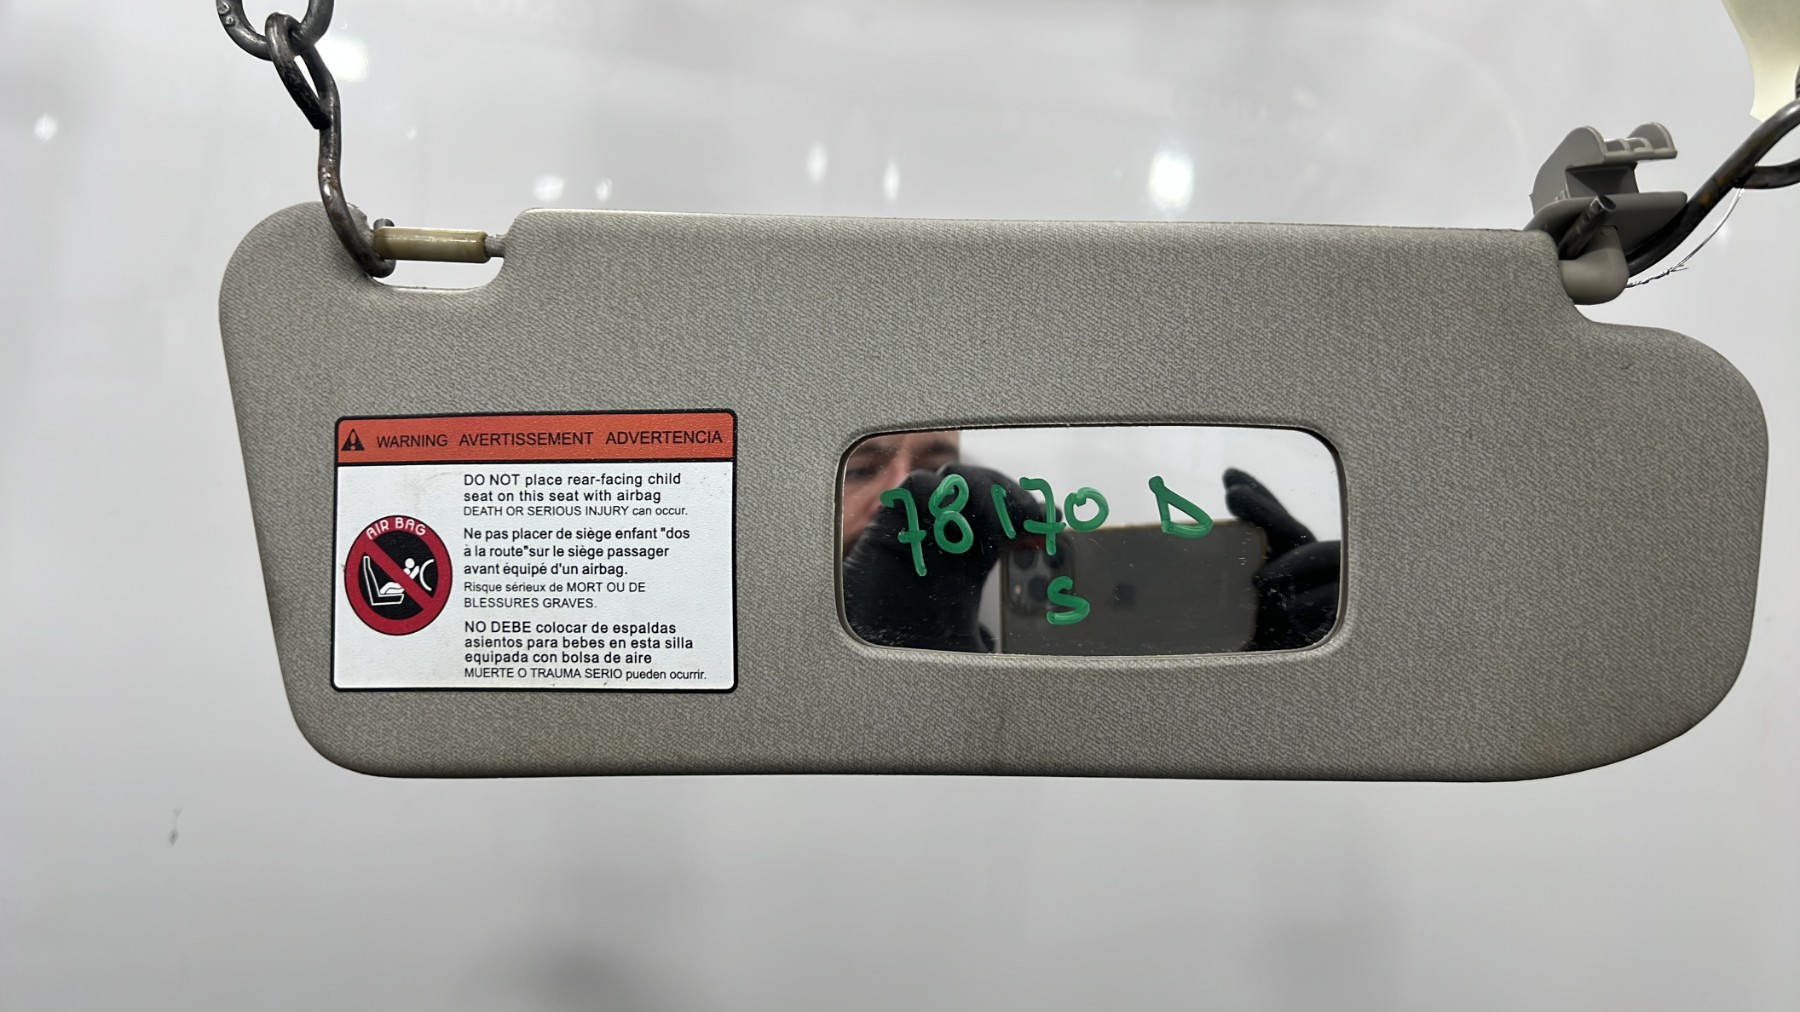 WARNING AVERTISSEMENT ADVERTENCIA
DO NOT place rear-facing child
seat on this seat with airbag
DEATH OR SERIOUS INJURY can occur.
AIR BAG
Ne pas placer de siège enfant "dos
à la route"sur le siège passager
avant équipé d'un airbag.
Risque sérieux de MORT OU DE
BLESSURES GRAVES.
NO DEBE colocar de espaldas
asientos para bebes en esta silla
equipada con bolsa de aire
MUERTE O TRAUMA SERIO pueden ocurrir.
78170 D
S